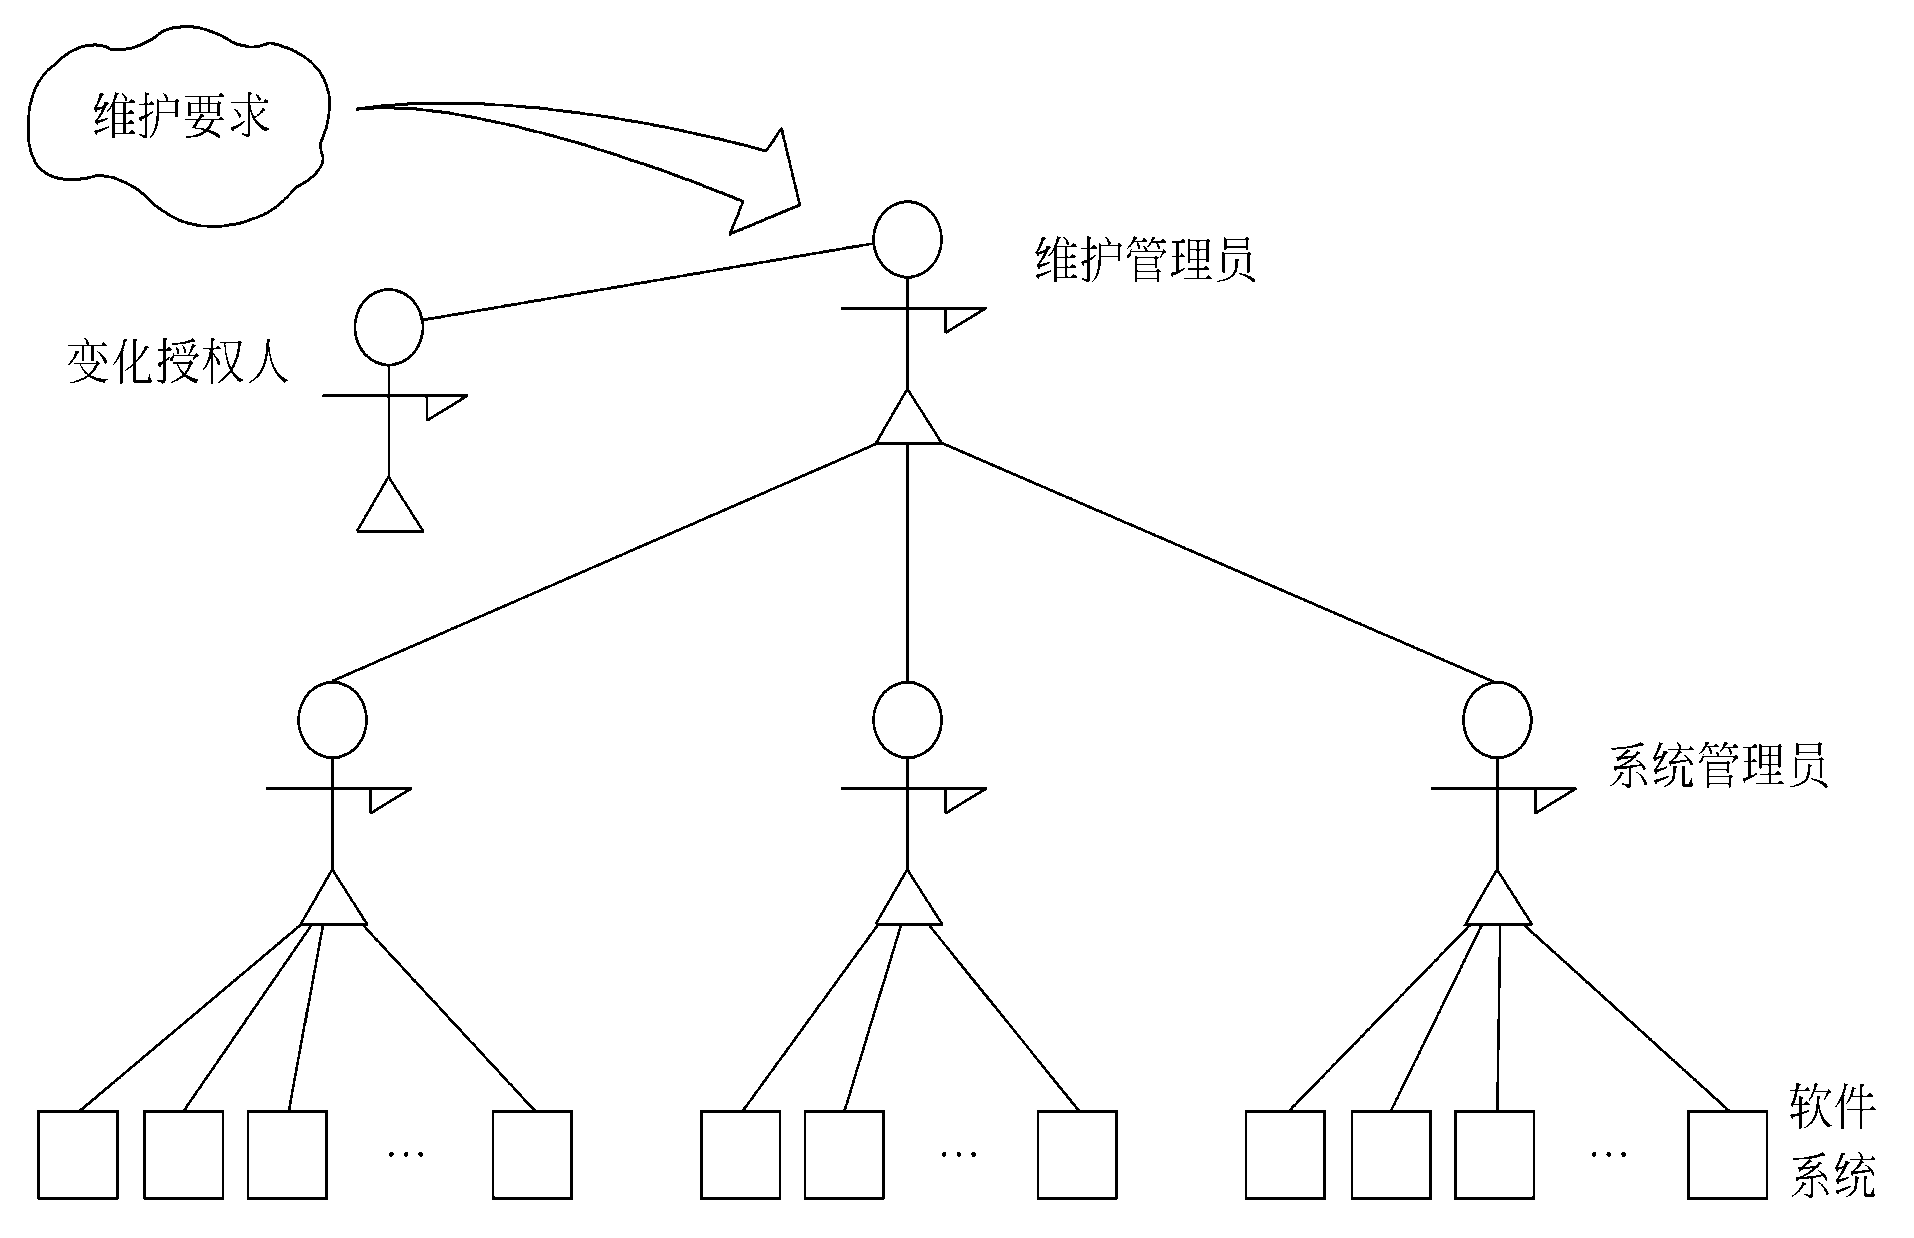 维护要求
维护管理员
变化授权人
系统管理员
…
…
…
软件
系统